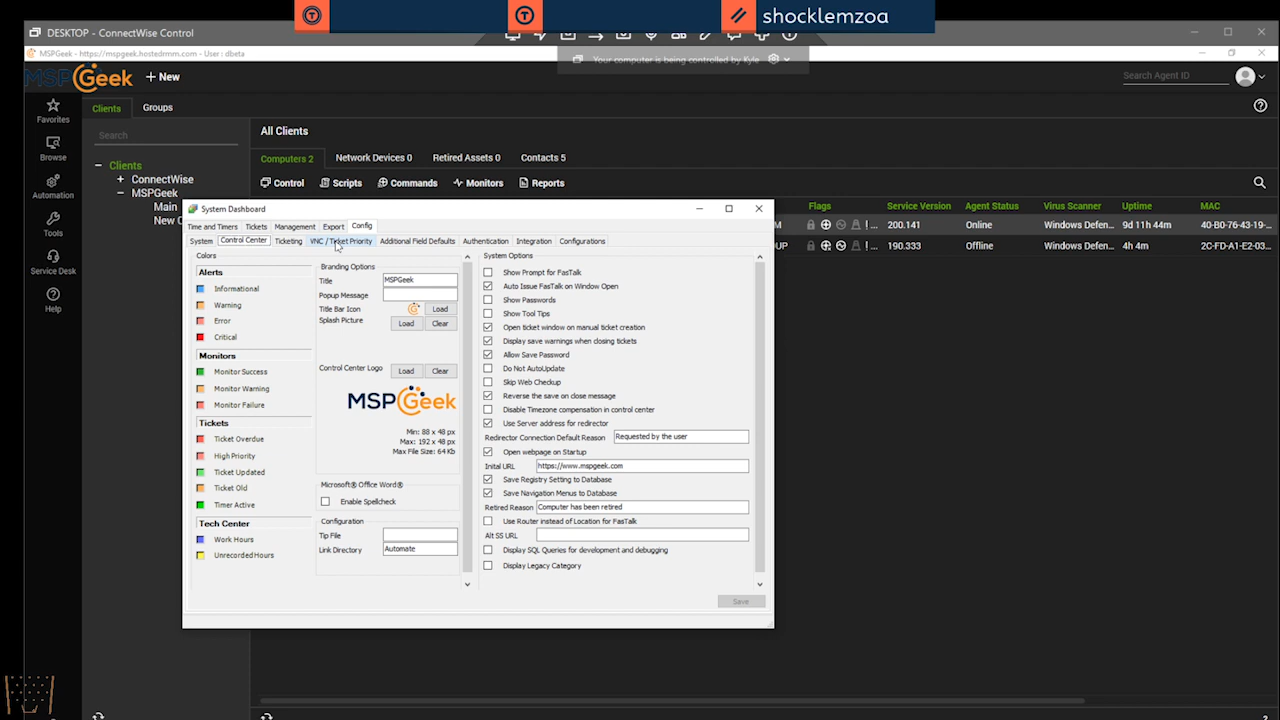 shocklemzoa
DESKTOP - ConnectWise Control
MSPGeek - https://mspgeek.hostedrmm.com - User : dbeta
Your computer is being controlled by Kyle
MSPGeek
+ New
Search Agent ID
Favorites
Browse
Automation
Tools
Service Desk
Help
Clients
Groups
Search
Clients
ConnectWise
MSPGeek
Main
New C
All Clients
Computers 2
Network Devices 0
Retired Assets 0
Contacts 5
Control
Scripts
Commands
Monitors
Reports
Flags
Service Version
Agent Status
Virus Scanner
Uptime
MAC
M
200.141
Online
Windows Defen...
9d 11h 44m
40-B0-76-43-19-...
UP
190.333
Offline
Windows Defen...
4h 4m
2C-FD-A1-E2-03...
System Dashboard
Time and Timers
Tickets
Management
Export
Config
System
Control Center
Ticketing
VNC / Ticket Priority
Additional Field Defaults
Authentication
Integration
Configurations
Colors
Alerts
Informational
Warning
Error
Critical
Monitors
Monitor Success
Monitor Warning
Monitor Failure
Tickets
Ticket Overdue
High Priority
Ticket Updated
Ticket Old
Timer Active
Tech Center
Work Hours
Unrecorded Hours
Branding Options
Title
MSPGeek
Popup Message
Title Bar Icon
Load
Splash Picture
Load
Clear
Control Center Logo
Load
Clear
MSPGeek
Min: 88 x 48 px
Max: 192 x 48 px
Max File Size: 64 Kb
Microsoft® Office Word®
Enable Spellcheck
Configuration
Tip File
Link Directory
Automate
System Options
Show Prompt for FasTalk
Auto Issue FasTalk on Window Open
Show Passwords
Show Tool Tips
Open ticket window on manual ticket creation
Display save warnings when closing tickets
Allow Save Password
Do Not AutoUpdate
Skip Web Checkup
Reverse the save on close message
Disable Timezone compensation in control center
Use Server address for redirector
Redirector Connection Default Reason
Requested by the user
Open webpage on Startup
Inital URL
https://www.mspgeek.com
Save Registry Setting to Database
Save Navigation Menus to Database
Retired Reason
Computer has been retired
Use Router instead of Location for FasTalk
Alt SS URL
Display SQL Queries for development and debugging
Display Legacy Category
Save